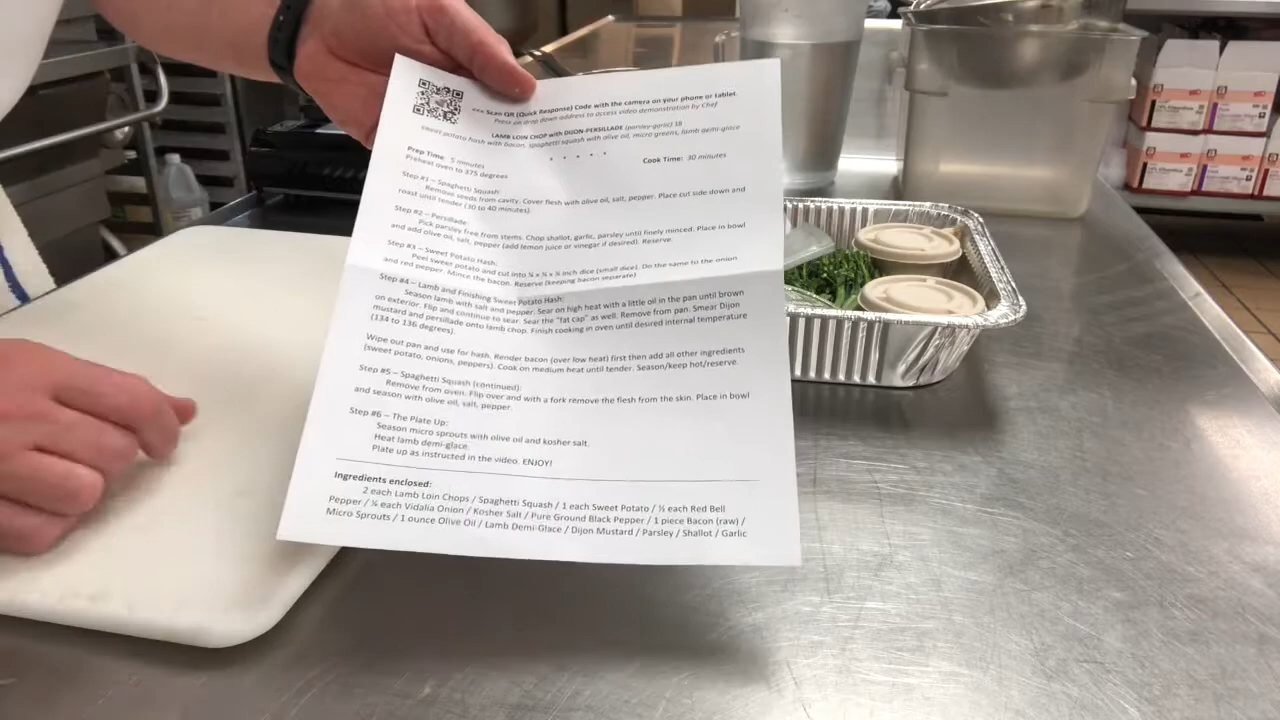 <<< Scan QR (Quick Response) Code with the camera on your phone or tablet.
Press on drop down address to access video demonstration by Chef
LAMB LOIN CHOP with DIJON-PERSILLADE (parsley-garlic) 18
sweet potato hash with bacon, spaghetti squash with olive oil, micro greens, lamb demi-glace
* * * * *
Prep Time: 5 minutes Cook Time: 30 minutes
Preheat oven to 375 degrees
Step #1 – Spaghetti Squash:
Remove seeds from cavity. Cover flesh with olive oil, salt, pepper. Place cut side down and
roast until tender (30 to 40 minutes).
Step #2 – Persillade:
Pick parsley free from stems. Chop shallot, garlic, parsley until finely minced. Place in bowl
and add olive oil, salt, pepper (add lemon juice or vinegar if desired). Reserve.
Step #3 – Sweet Potato Hash:
Peel sweet potato and cut into ¼ x ¼ x ¼ inch dice (small dice). Do the same to the onion
and red pepper. Mince the bacon. Reserve (keeping bacon separate)
Step #4 – Lamb and Finishing Sweet Potato Hash:
Season lamb with salt and pepper. Sear on high heat with a little oil in the pan until brown
on exterior. Flip and continue to sear. Sear the "fat cap" as well. Remove from pan. Smear Dijon
mustard and persillade onto lamb chop. Finish cooking in oven until desired internal temperature
(134 to 136 degrees).
Wipe out pan and use for hash. Render bacon (over low heat) first then add all other ingredients
(sweet potato, onions, peppers). Cook on medium heat until tender. Season/keep hot/reserve.
Step #5 – Spaghetti Squash (continued):
Remove from oven. Flip over and with a fork remove the flesh from the skin. Place in bowl
and season with olive oil, salt, pepper.
Step #6 – The Plate Up:
Season micro sprouts with olive oil and kosher salt.
Heat lamb demi-glace.
Plate up as instructed in the video. ENJOY!
Ingredients enclosed:
2 each Lamb Loin Chops / Spaghetti Squash / 1 each Sweet Potato / ½ each Red Bell
Pepper / ¼ each Vidalia Onion / Kosher Salt / Pure Ground Black Pepper / 1 piece Bacon (raw) /
Micro Sprouts / 1 ounce Olive Oil / Lamb Demi-Glace / Dijon Mustard / Parsley / Shallot / Garlic